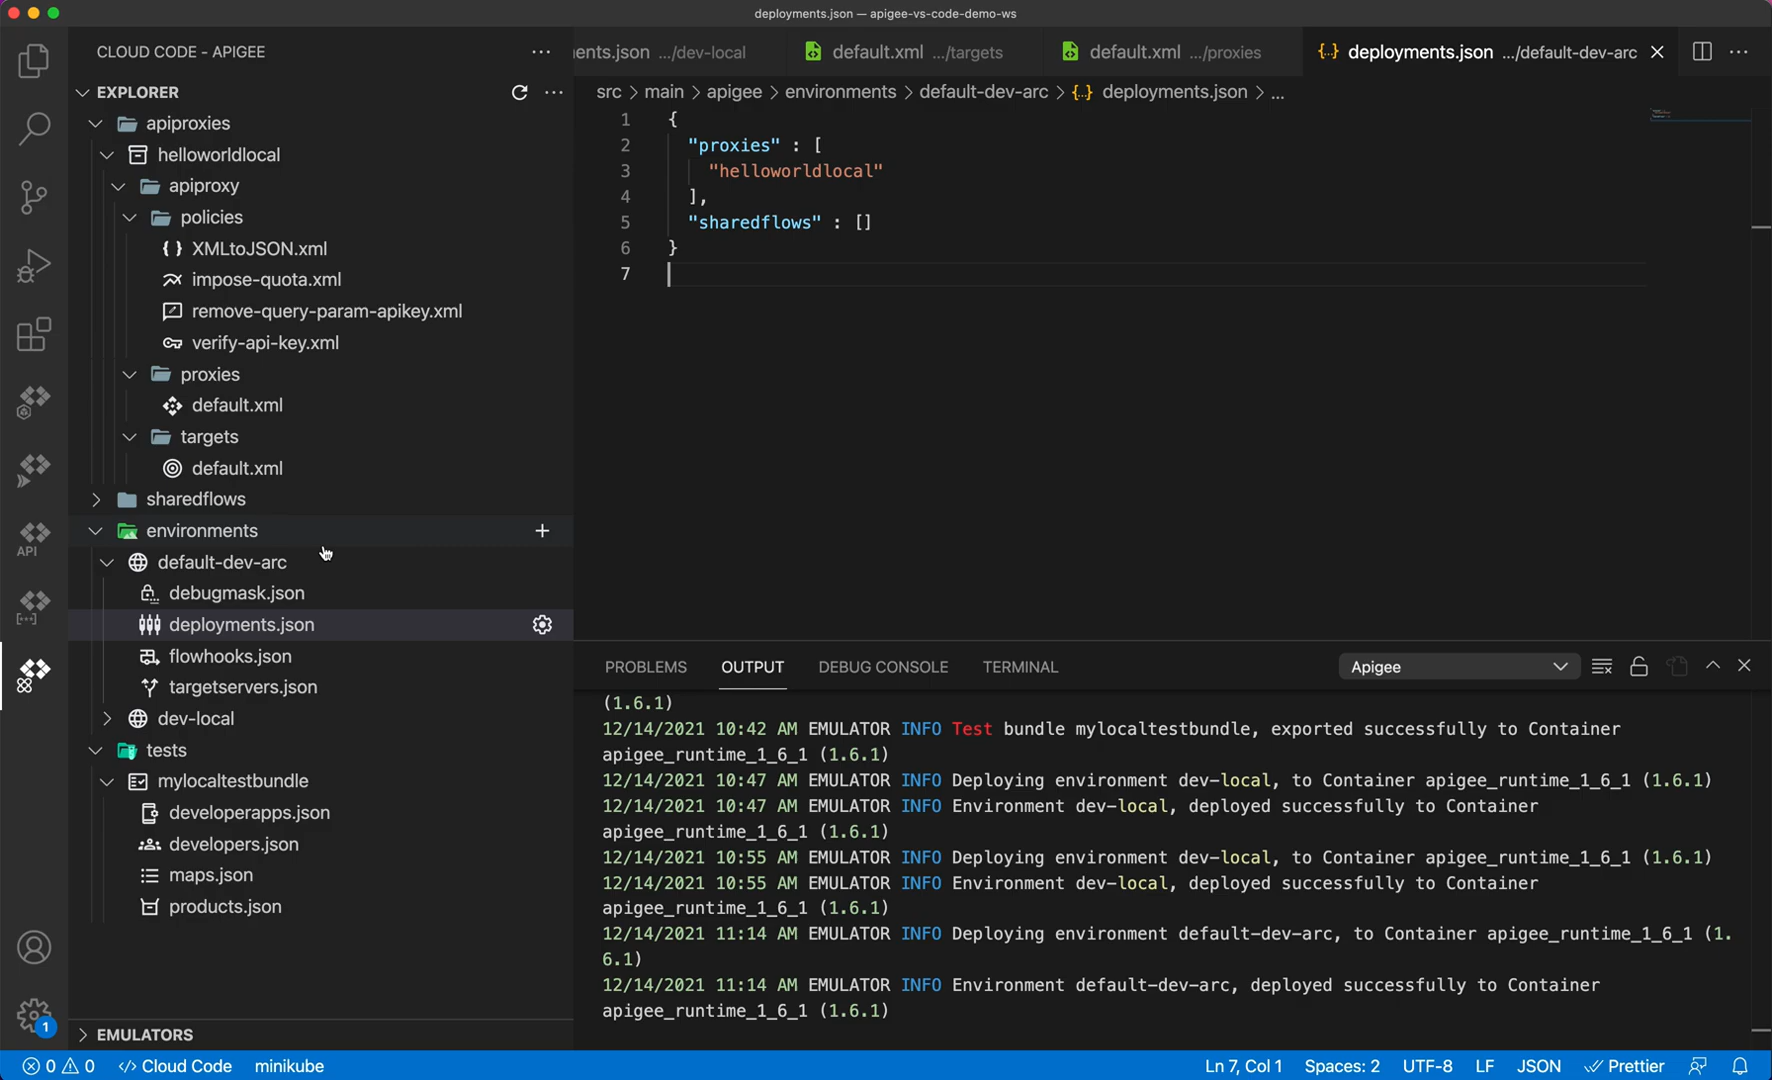 deployments.json — apigee-vs-code-demo-ws
CLOUD CODE - APIGEE
ents.json .../dev-local
default.xml .../targets
default.xml .../proxies
{..} deployments.json .../default-dev-arc
EXPLORER
src > main > apigee > environments > default-dev-arc > {..} deployments.json > ...
apiproxies
helloworldlocal
apiproxy
policies
XMLtoJSON.xml
impose-quota.xml
remove-query-param-apikey.xml
verify-api-key.xml
proxies
default.xml
targets
default.xml
sharedflows
environments
default-dev-arc
debugmask.json
deployments.json
flowhooks.json
targetservers.json
dev-local
tests
mylocaltestbundle
developerapps.json
developers.json
maps.json
products.json
EMULATORS
API
1
1 {
2 "proxies" : [
3 "helloworldlocal"
4 ],
5 "sharedflows" : []
6 }
7
PROBLEMS OUTPUT DEBUG CONSOLE TERMINAL
Apigee
(1.6.1)
12/14/2021 10:42 AM EMULATOR INFO Test bundle mylocaltestbundle, exported successfully to Container
apigee_runtime_1_6_1 (1.6.1)
12/14/2021 10:47 AM EMULATOR INFO Deploying environment dev-local, to Container apigee_runtime_1_6_1 (1.6.1)
12/14/2021 10:47 AM EMULATOR INFO Environment dev-local, deployed successfully to Container
apigee_runtime_1_6_1 (1.6.1)
12/14/2021 10:55 AM EMULATOR INFO Deploying environment dev-local, to Container apigee_runtime_1_6_1 (1.6.1)
12/14/2021 10:55 AM EMULATOR INFO Environment dev-local, deployed successfully to Container
apigee_runtime_1_6_1 (1.6.1)
12/14/2021 11:14 AM EMULATOR INFO Deploying environment default-dev-arc, to Container apigee_runtime_1_6_1 (1.
6.1)
12/14/2021 11:14 AM EMULATOR INFO Environment default-dev-arc, deployed successfully to Container
apigee_runtime_1_6_1 (1.6.1)
0 0 </> Cloud Code minikube
Ln 7, Col 1 Spaces: 2 UTF-8 LF JSON Prettier